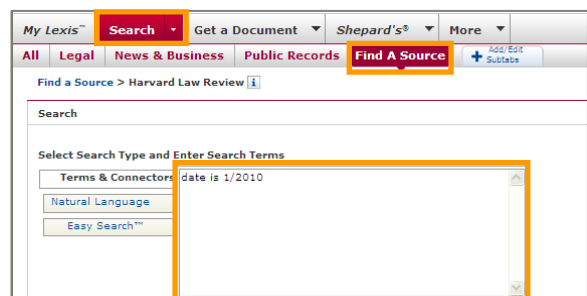 My Lexis™ Search Get a Document Shepard's® More
All Legal News & Business Public Records Find A Source Add/Edit Subtabs
Find a Source > Harvard Law Review i
Search
Select Search Type and Enter Search Terms
Terms & Connectors date is 1/2010
Natural Language
Easy Search™